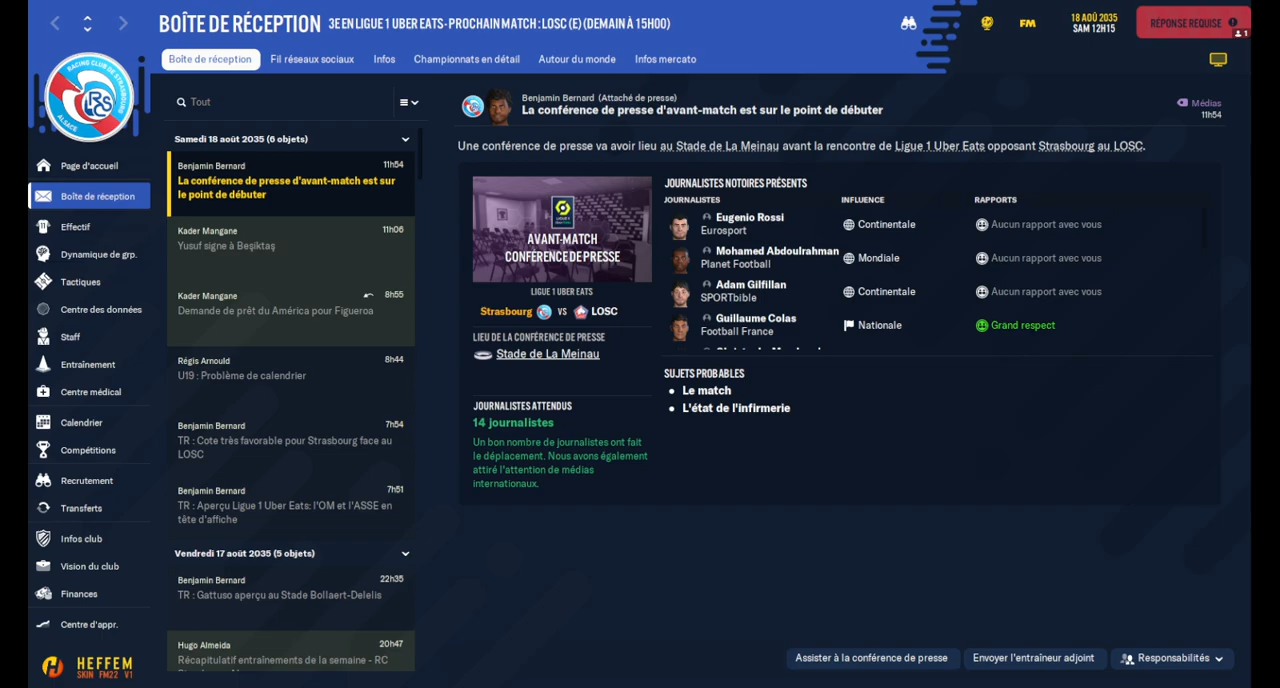 BOÎTE DE RÉCEPTION 3E EN LIGUE 1 UBER EATS - PROCHAIN MATCH : LOSC (E) (DEMAIN À 15H00)
FM
18 AOÛ 2035
SAM 12H15
RÉPONSE REQUISE
1
Boîte de réception Fil réseaux sociaux Infos Championnats en détail Autour du monde Infos mercato
RACING CLUB DE STRASBOURG
RCS
ALSACE
Page d'accueil
Boîte de réception
Effectif
Dynamique de grp.
Tactiques
Centre des données
Staff
Entraînement
Centre médical
Calendrier
Compétitions
Recrutement
Transferts
Infos club
Vision du club
Finances
Centre d'appr.
HEFFEM
SKIN FM22 V1
Tout
Samedi 18 août 2035 (6 objets)
Benjamin Bernard 11h54
La conférence de presse d'avant-match est sur
le point de débuter
Kader Mangane 11h06
Yusuf signe à Beşiktaş
Kader Mangane 8h55
Demande de prêt du América pour Figueroa
Régis Arnould 8h44
U19 : Problème de calendrier
Benjamin Bernard 7h54
TR : Cote très favorable pour Strasbourg face au
LOSC
Benjamin Bernard 7h51
TR : Aperçu Ligue 1 Uber Eats: l'OM et l'ASSE en
tête d'affiche
Vendredi 17 août 2035 (5 objets)
Benjamin Bernard 22h35
TR : Gattuso aperçu au Stade Bollaert-Delelis
Hugo Almeida 20h47
Récapitulatif entraînements de la semaine - RC
Benjamin Bernard (Attaché de presse)
La conférence de presse d'avant-match est sur le point de débuter
Médias
11h54
Une conférence de presse va avoir lieu au Stade de La Meinau avant la rencontre de Ligue 1 Uber Eats opposant Strasbourg au LOSC.
AVANT-MATCH
CONFÉRENCE DE PRESSE
LIGUE 1 UBER EATS
Strasbourg VS LOSC
LIEU DE LA CONFÉRENCE DE PRESSE
Stade de La Meinau
JOURNALISTES ATTENDUS
14 journalistes
Un bon nombre de journalistes ont fait
le déplacement. Nous avons également
attiré l'attention de médias
internationaux.
JOURNALISTES NOTOIRES PRÉSENTS
JOURNALISTES INFLUENCE RAPPORTS
Eugenio Rossi
Eurosport
Continentale Aucun rapport avec vous
Mohamed Abdoulrahman
Planet Football
Mondiale Aucun rapport avec vous
Adam Gilfillan
SPORTbible
Continentale Aucun rapport avec vous
Guillaume Colas
Football France
Nationale Grand respect
SUJETS PROBABLES
Le match
L'état de l'infirmerie
Assister à la conférence de presse Envoyer l'entraîneur adjoint Responsabilités